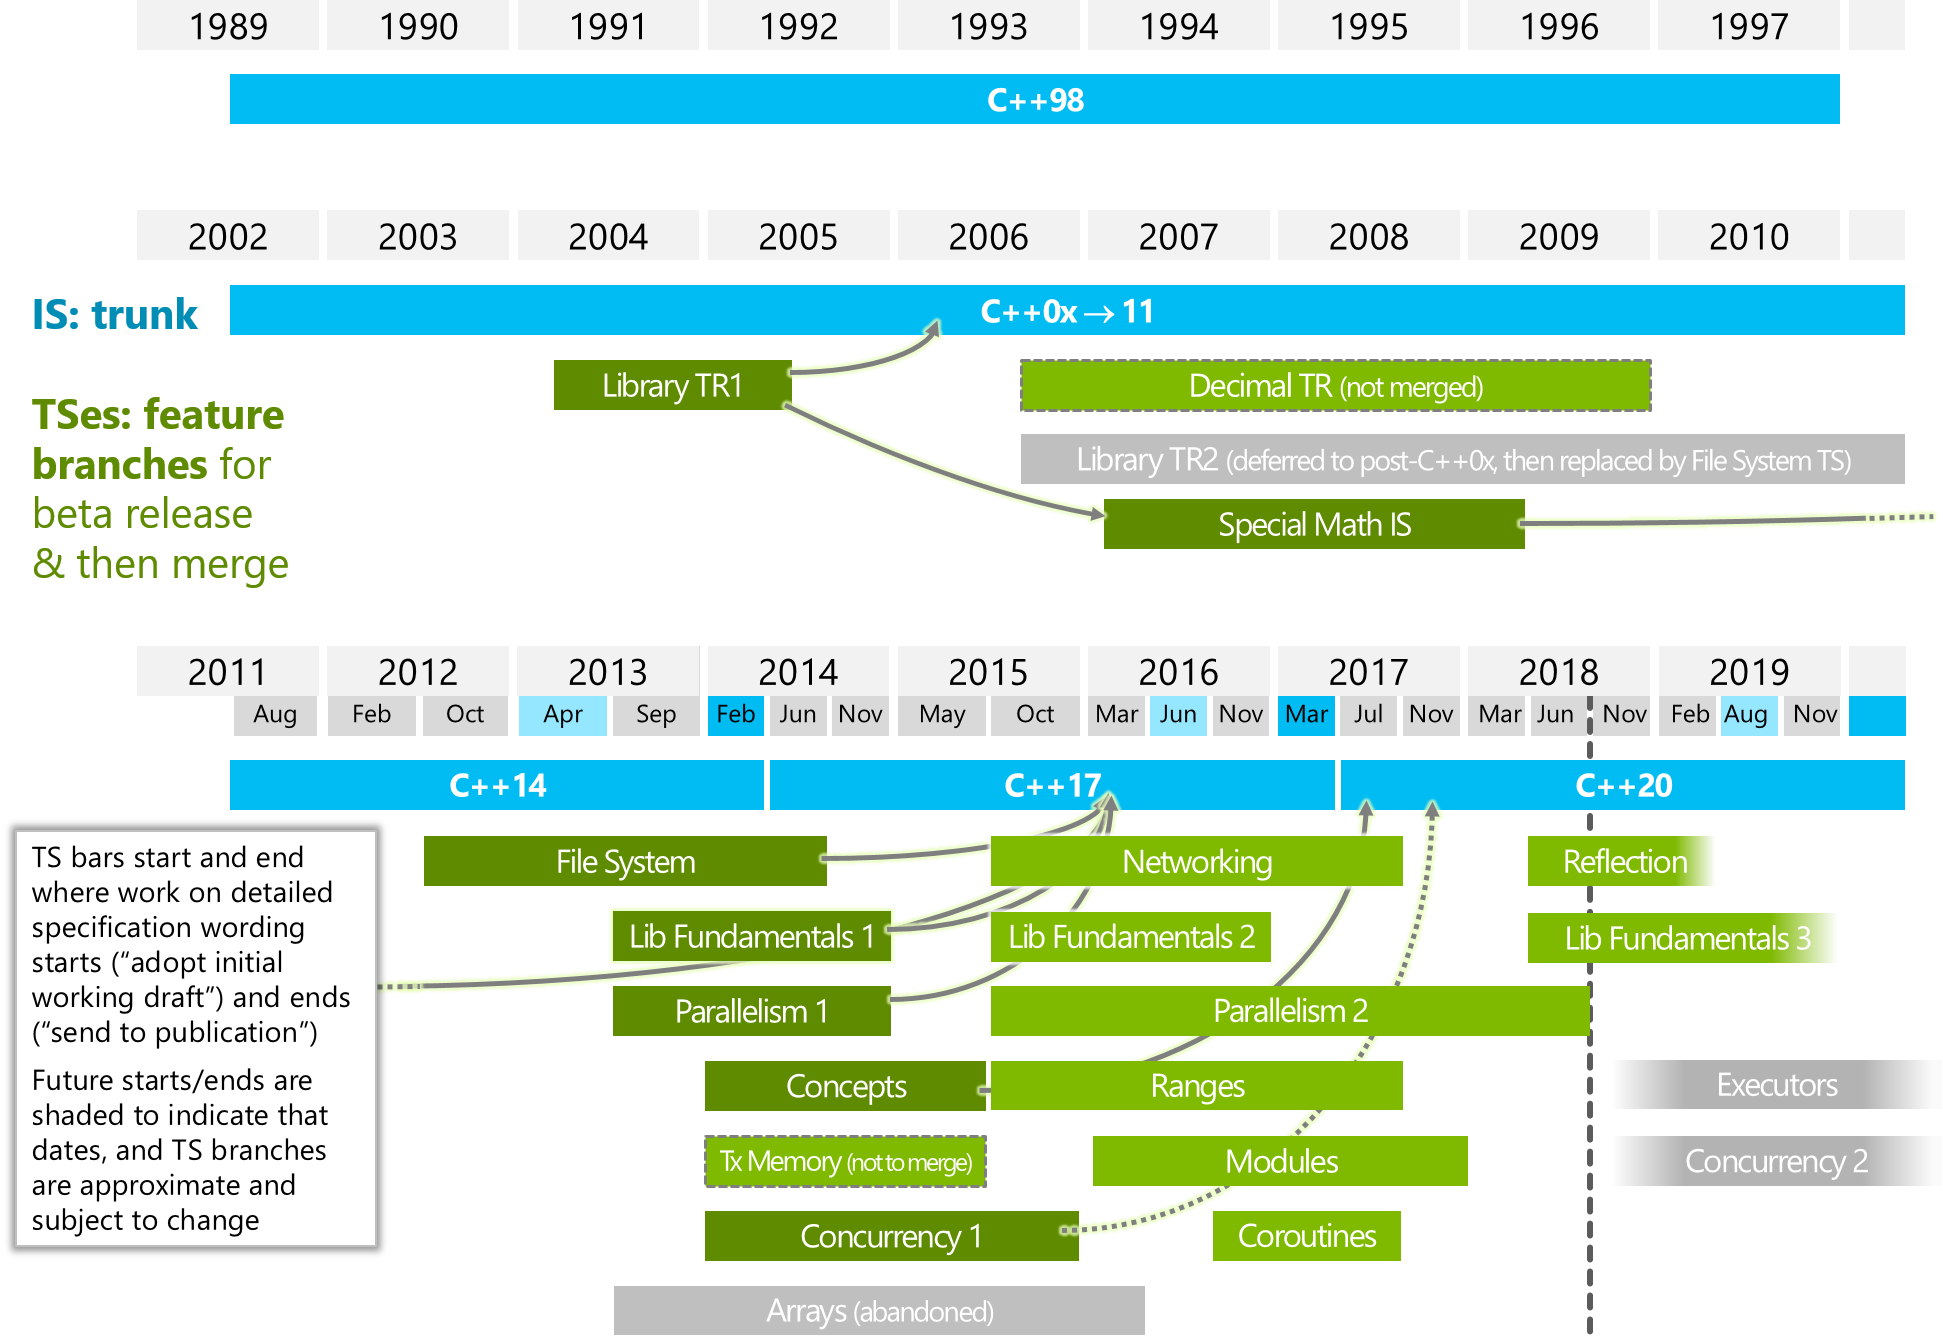 1989 1990 1991 1992 1993 1994 1995 1996 1997
C++98
2002 2003 2004 2005 2006 2007 2008 2009 2010
IS: trunk
C++0x → 11
Library TR1
Decimal TR (not merged)
TSes: feature
branches for
beta release
& then merge
Library TR2 (deferred to post-C++0x, then replaced by File System TS)
Special Math IS
2011 2012 2013 2014 2015 2016 2017 2018 2019
Aug Feb Oct Apr Sep Feb Jun Nov May Oct Mar Jun Nov Mar Jul Nov Mar Jun Nov Feb Aug Nov
C++14 C++17 C++20
TS bars start and end
where work on detailed
specification wording
starts (“adopt initial
working draft”) and ends
(“send to publication”)
Future starts/ends are
shaded to indicate that
dates, and TS branches
are approximate and
subject to change
File System Networking Reflection
Lib Fundamentals 1 Lib Fundamentals 2 Lib Fundamentals 3
Parallelism 1 Parallelism 2
Concepts Ranges Executors
Tx Memory (not to merge) Modules Concurrency 2
Concurrency 1 Coroutines
Arrays (abandoned)